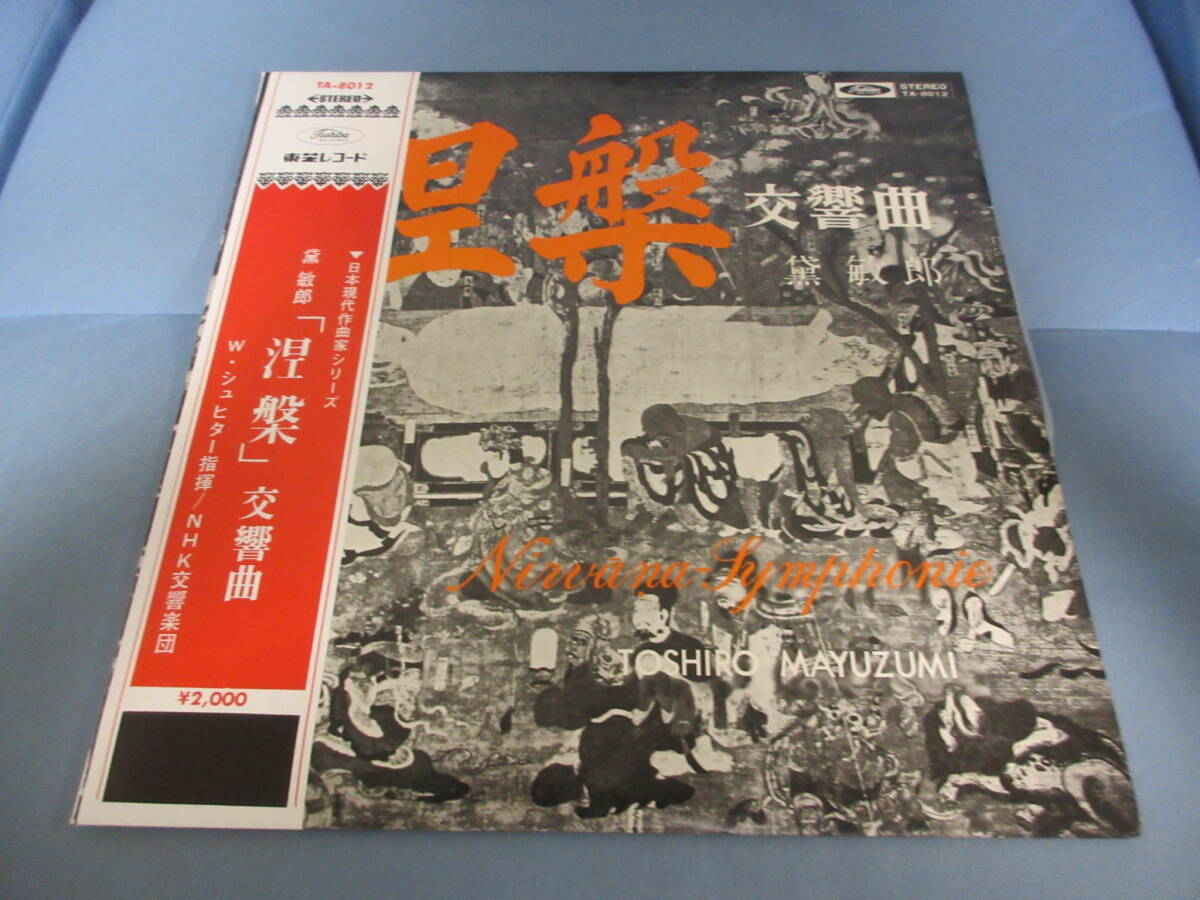 TA-8012
STEREO
Toshiba
RECORDS
東芝レコード
▼日本現代作曲家シリーズ
黛 敏郎「涅槃」交響曲
W・シュヒター指揮/NHK交響楽団
¥2,000
Toshiba
STEREO
TA-8012
涅槃 交響曲
黛敏郎
Nirvana-Symphonie
TOSHIRO MAYUZUMI